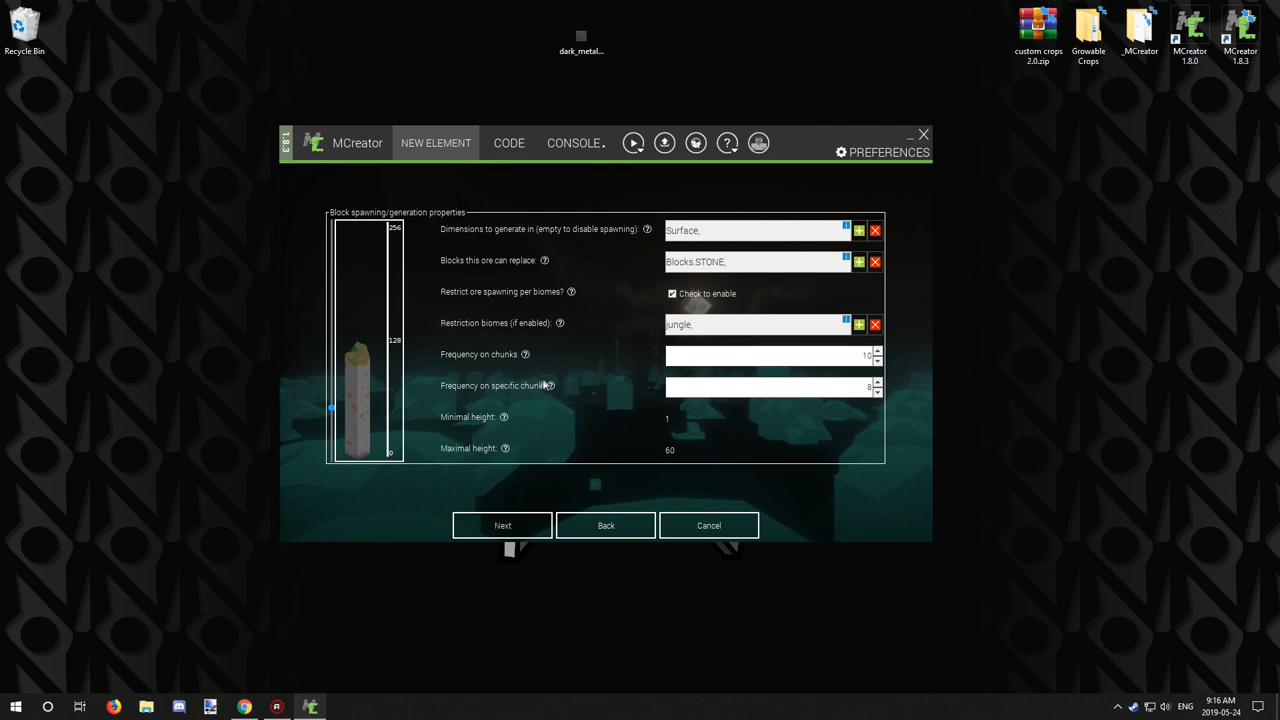 Recycle Bin
dark_metal...
custom crops
2.0.zip
Growable
Crops
_MCreator
MCreator
1.8.0
MCreator
1.8.3
1.8.3
MCreator
NEW ELEMENT
CODE
CONSOLE.
PREFERENCES
Block spawning/generation properties
256
128
0
Dimensions to generate in (empty to disable spawning):
Surface,
Blocks this ore can replace:
Blocks.STONE,
Restrict ore spawning per biomes?
Check to enable
Restriction biomes (if enabled):
jungle,
Frequency on chunks
10
Frequency on specific chunk
8
Minimal height:
1
Maximal height:
60
Next
Back
Cancel
ENG
9:16 AM
2019-05-24